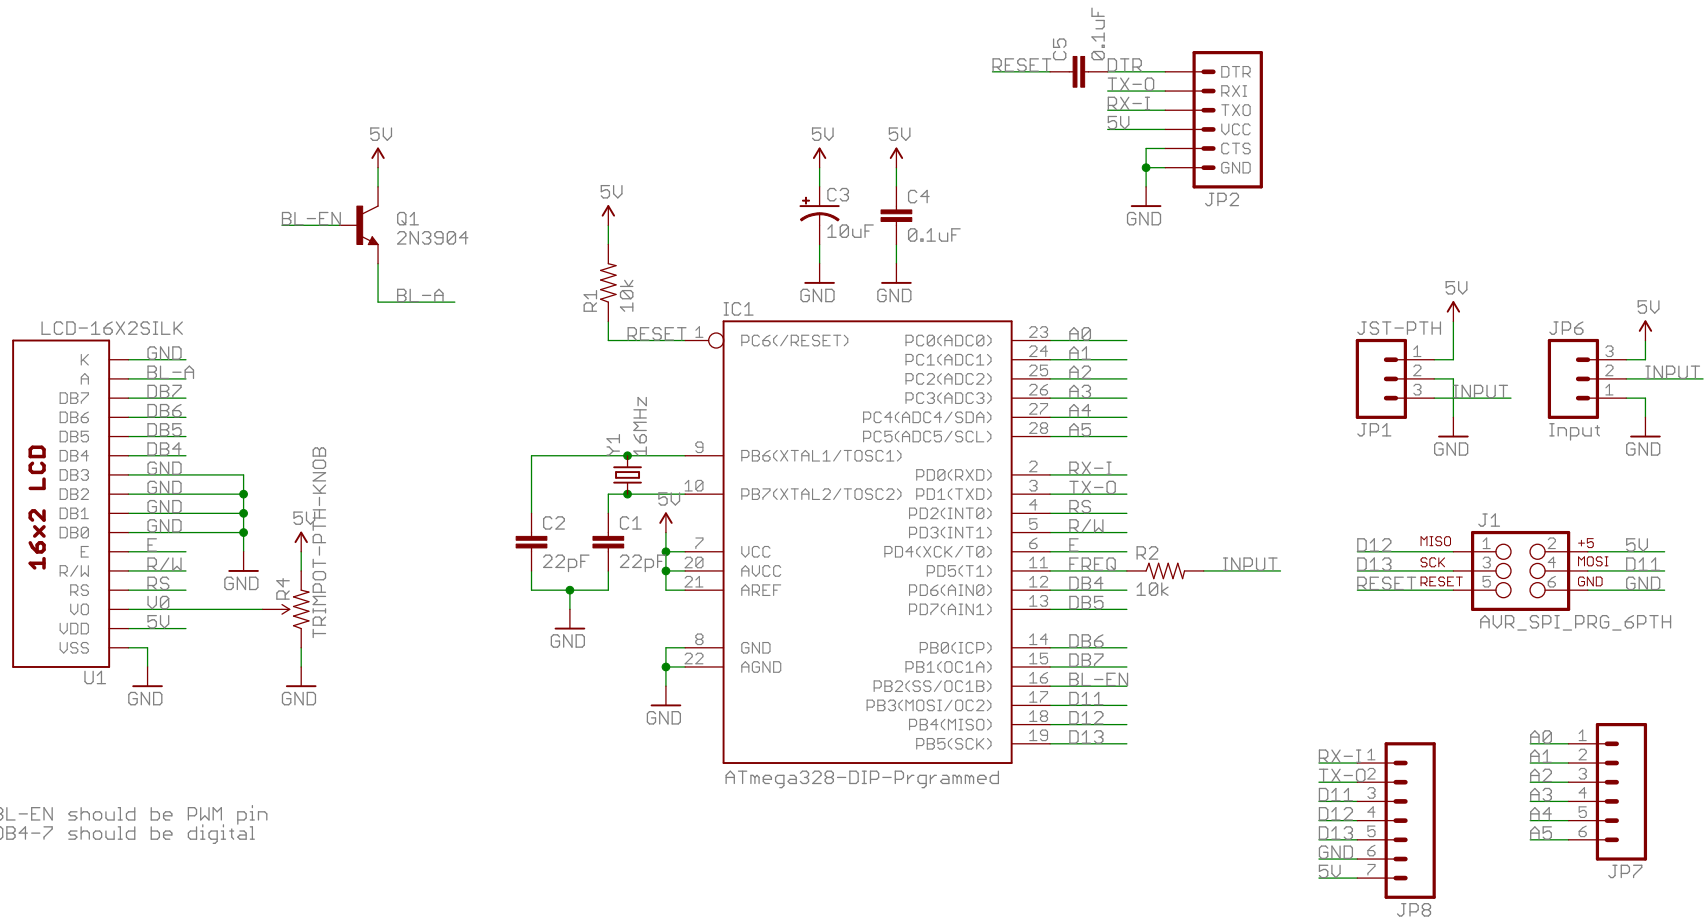 C5
0.1uF
RESET
DTR
TX-O
RX-I
5V
DTR
RXI
TXO
VCC
CTS
GND
GND
JP2
5V
BL-EN
Q1
2N3904
BL-A
5V
C3
10uF
GND
5V
C4
0.1uF
GND
5V
R1
10k
LCD-16X2SILK
16x2 LCD
K GND
A BL-A
DB7 DB7
DB6 DB6
DB5 DB5
DB4 DB4
DB3 GND
DB2 GND
DB1 GND
DB0 GND
E E
R/W R/W
RS RS
VO V0
VDD 5V
VSS
U1
GND
GND
5V
R4
TRIMPOT-PTH-KNOB
GND
IC1
RESET 1 PC6(/RESET)
9 PB6(XTAL1/TOSC1)
10 PB7(XTAL2/TOSC2)
7 VCC
20 AVCC
21 AREF
8 GND
22 AGND
Y1
16MHz
5V
C2
22pF
C1
22pF
GND
GND
PC0(ADC0) 23 A0
PC1(ADC1) 24 A1
PC2(ADC2) 25 A2
PC3(ADC3) 26 A3
PC4(ADC4/SDA) 27 A4
PC5(ADC5/SCL) 28 A5
PD0(RXD) 2 RX-I
PD1(TXD) 3 TX-O
PD2(INT0) 4 RS
PD3(INT1) 5 R/W
PD4(XCK/T0) 6 E
PD5(T1) 11 FREQ
PD6(AIN0) 12 DB4
PD7(AIN1) 13 DB5
PB0(ICP) 14 DB6
PB1(OC1A) 15 DB7
PB2(SS/OC1B) 16 BL-EN
PB3(MOSI/OC2) 17 D11
PB4(MISO) 18 D12
PB5(SCK) 19 D13
ATmega328-DIP-Prgrammed
R2
10k
INPUT
5V
JST-PTH
1
2
3 INPUT
JP1
GND
5V
JP6
3
2 INPUT
1
Input
GND
J1
D12 MISO 1 2 +5 5V
D13 SCK 3 4 MOSI D11
RESET RESET 5 6 GND GND
AVR_SPI_PRG_6PTH
RX-I 1
TX-O 2
D11 3
D12 4
D13 5
GND 6
5V 7
JP8
A0 1
A1 2
A2 3
A3 4
A4 5
A5 6
JP7
BL-EN should be PWM pin
DB4-7 should be digital